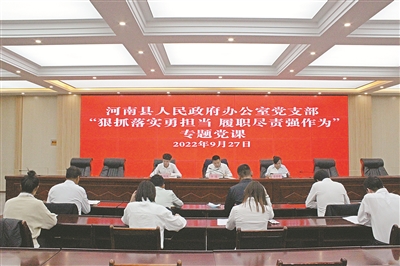 河南县人民政府办公室党支部
“狠抓落实勇担当 履职尽责强作为”
专题党课
2022年9月27日